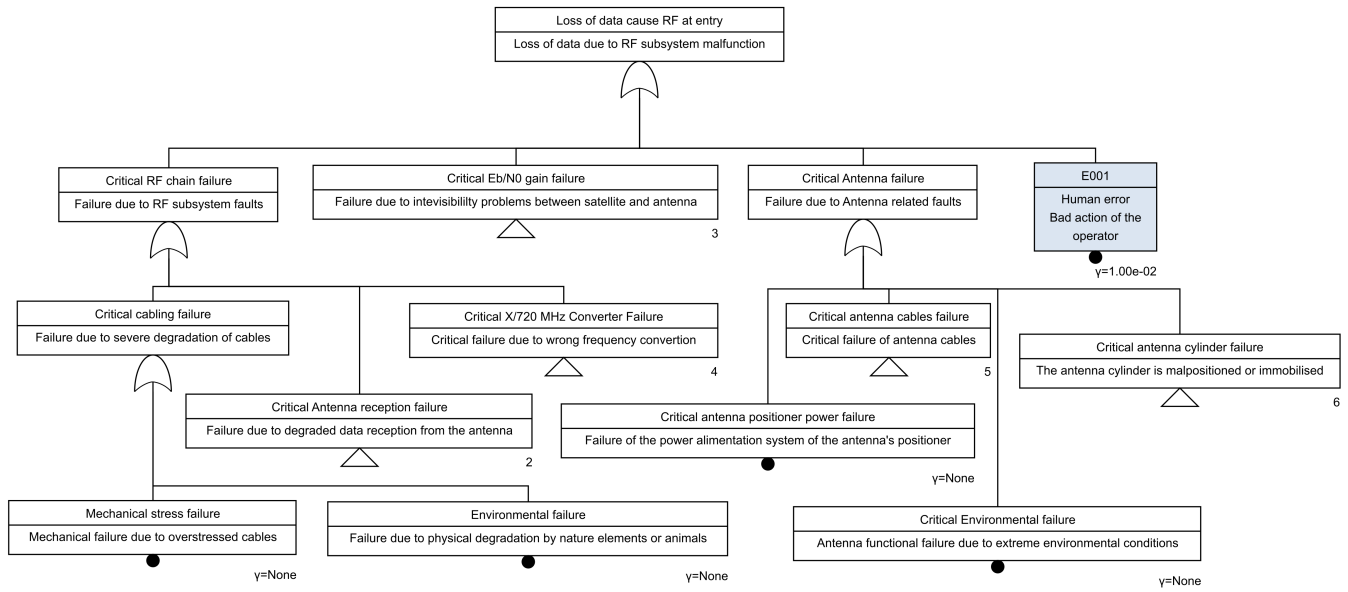 Loss of data cause RF at entry
Loss of data due to RF subsystem malfunction
Critical RF chain failure
Failure due to RF subsystem faults
Critical Eb/N0 gain failure
Failure due to intevisibililty problems between satellite and antenna
3
Critical Antenna failure
Failure due to Antenna related faults
E001
Human error
Bad action of the
operator
γ=1.00e-02
Critical cabling failure
Failure due to severe degradation of cables
Critical X/720 MHz Converter Failure
Critical failure due to wrong frequency convertion
4
Critical antenna cables failure
Critical failure of antenna cables
5
Critical antenna cylinder failure
The antenna cylinder is malpositioned or immobilised
6
Critical Antenna reception failure
Failure due to degraded data reception from the antenna
2
Critical antenna positioner power failure
Failure of the power alimentation system of the antenna's positioner
γ=None
Mechanical stress failure
Mechanical failure due to overstressed cables
γ=None
Environmental failure
Failure due to physical degradation by nature elements or animals
γ=None
Critical Environmental failure
Antenna functional failure due to extreme environmental conditions
γ=None